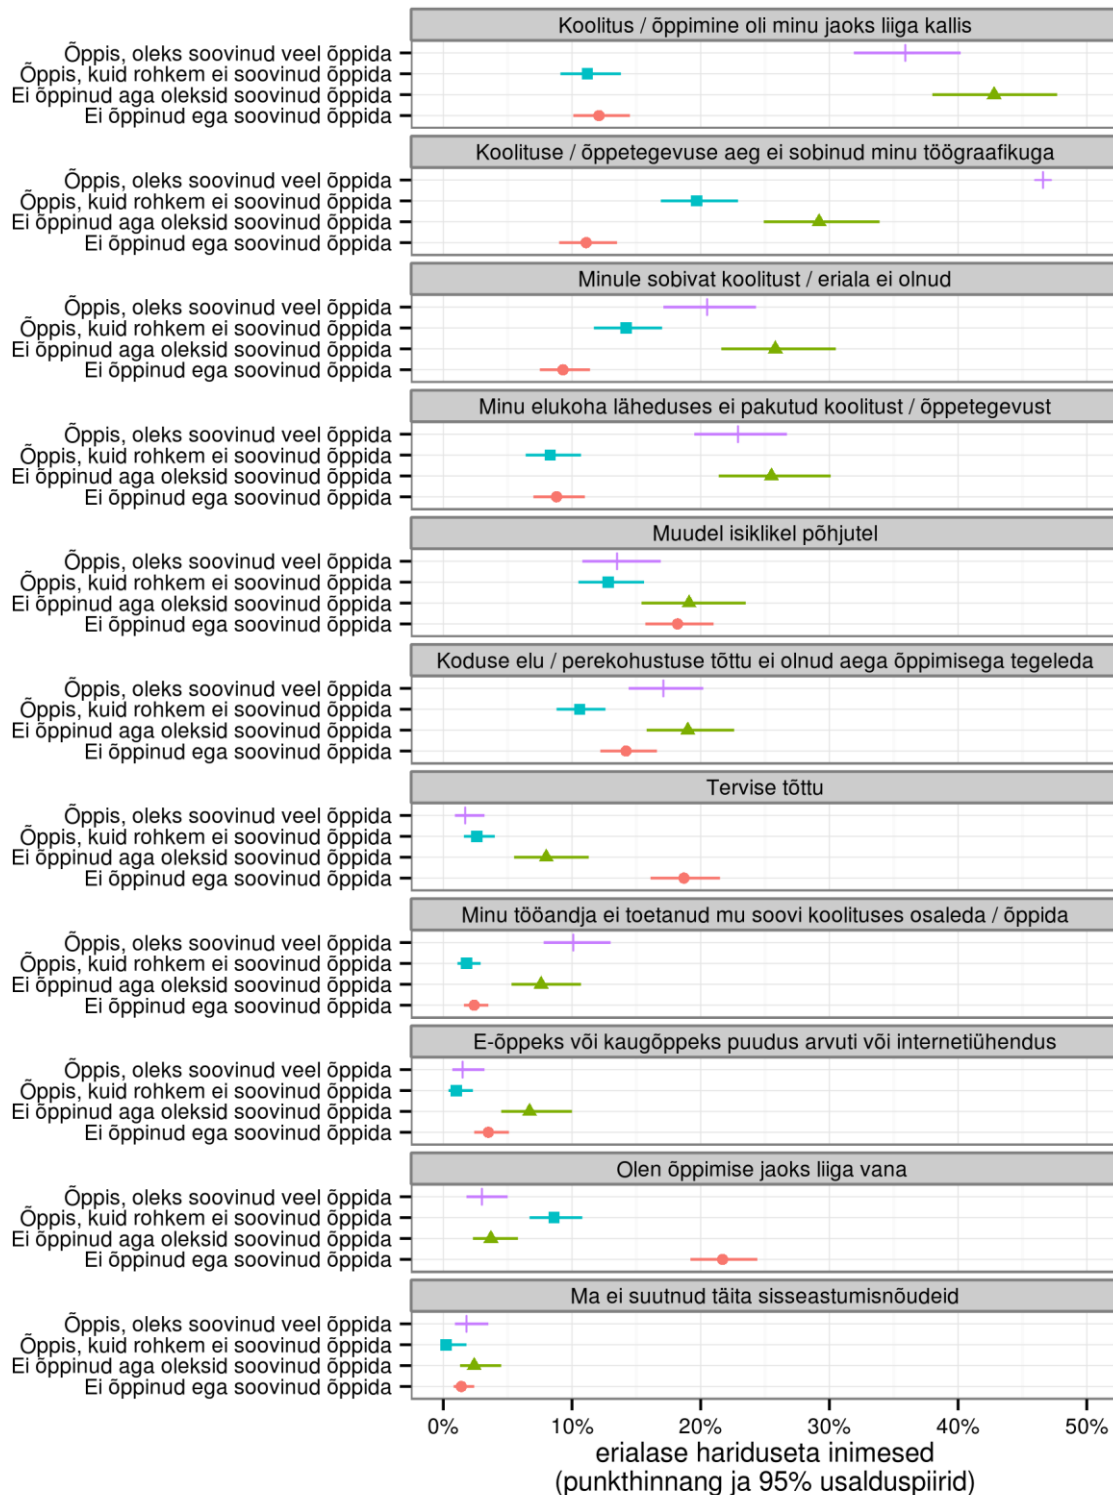 Koolitus / õppimine oli minu jaoks liiga kallis
Õppis, oleks soovinud veel õppida
Õppis, kuid rohkem ei soovinud õppida
Ei õppinud aga oleksid soovinud õppida
Ei õppinud ega soovinud õppida
Koolituse / õppetegevuse aeg ei sobinud minu töögraafikuga
Õppis, oleks soovinud veel õppida
Õppis, kuid rohkem ei soovinud õppida
Ei õppinud aga oleksid soovinud õppida
Ei õppinud ega soovinud õppida
Minule sobivat koolitust / eriala ei olnud
Õppis, oleks soovinud veel õppida
Õppis, kuid rohkem ei soovinud õppida
Ei õppinud aga oleksid soovinud õppida
Ei õppinud ega soovinud õppida
Minu elukoha läheduses ei pakutud koolitust / õppetegevust
Õppis, oleks soovinud veel õppida
Õppis, kuid rohkem ei soovinud õppida
Ei õppinud aga oleksid soovinud õppida
Ei õppinud ega soovinud õppida
Muudel isiklikel põhjutel
Õppis, oleks soovinud veel õppida
Õppis, kuid rohkem ei soovinud õppida
Ei õppinud aga oleksid soovinud õppida
Ei õppinud ega soovinud õppida
Koduse elu / perekohustuse tõttu ei olnud aega õppimisega tegeleda
Õppis, oleks soovinud veel õppida
Õppis, kuid rohkem ei soovinud õppida
Ei õppinud aga oleksid soovinud õppida
Ei õppinud ega soovinud õppida
Tervise tõttu
Õppis, oleks soovinud veel õppida
Õppis, kuid rohkem ei soovinud õppida
Ei õppinud aga oleksid soovinud õppida
Ei õppinud ega soovinud õppida
Minu tööandja ei toetanud mu soovi koolituses osaleda / õppida
Õppis, oleks soovinud veel õppida
Õppis, kuid rohkem ei soovinud õppida
Ei õppinud aga oleksid soovinud õppida
Ei õppinud ega soovinud õppida
E-õppeks või kaugõppeks puudus arvuti või internetiühendus
Õppis, oleks soovinud veel õppida
Õppis, kuid rohkem ei soovinud õppida
Ei õppinud aga oleksid soovinud õppida
Ei õppinud ega soovinud õppida
Olen õppimise jaoks liiga vana
Õppis, oleks soovinud veel õppida
Õppis, kuid rohkem ei soovinud õppida
Ei õppinud aga oleksid soovinud õppida
Ei õppinud ega soovinud õppida
Ma ei suutnud täita sisseastumisnõudeid
Õppis, oleks soovinud veel õppida
Õppis, kuid rohkem ei soovinud õppida
Ei õppinud aga oleksid soovinud õppida
Ei õppinud ega soovinud õppida
0% 10% 20% 30% 40% 50%
erialase hariduseta inimesed
(punkthinnang ja 95% usalduspiirid)